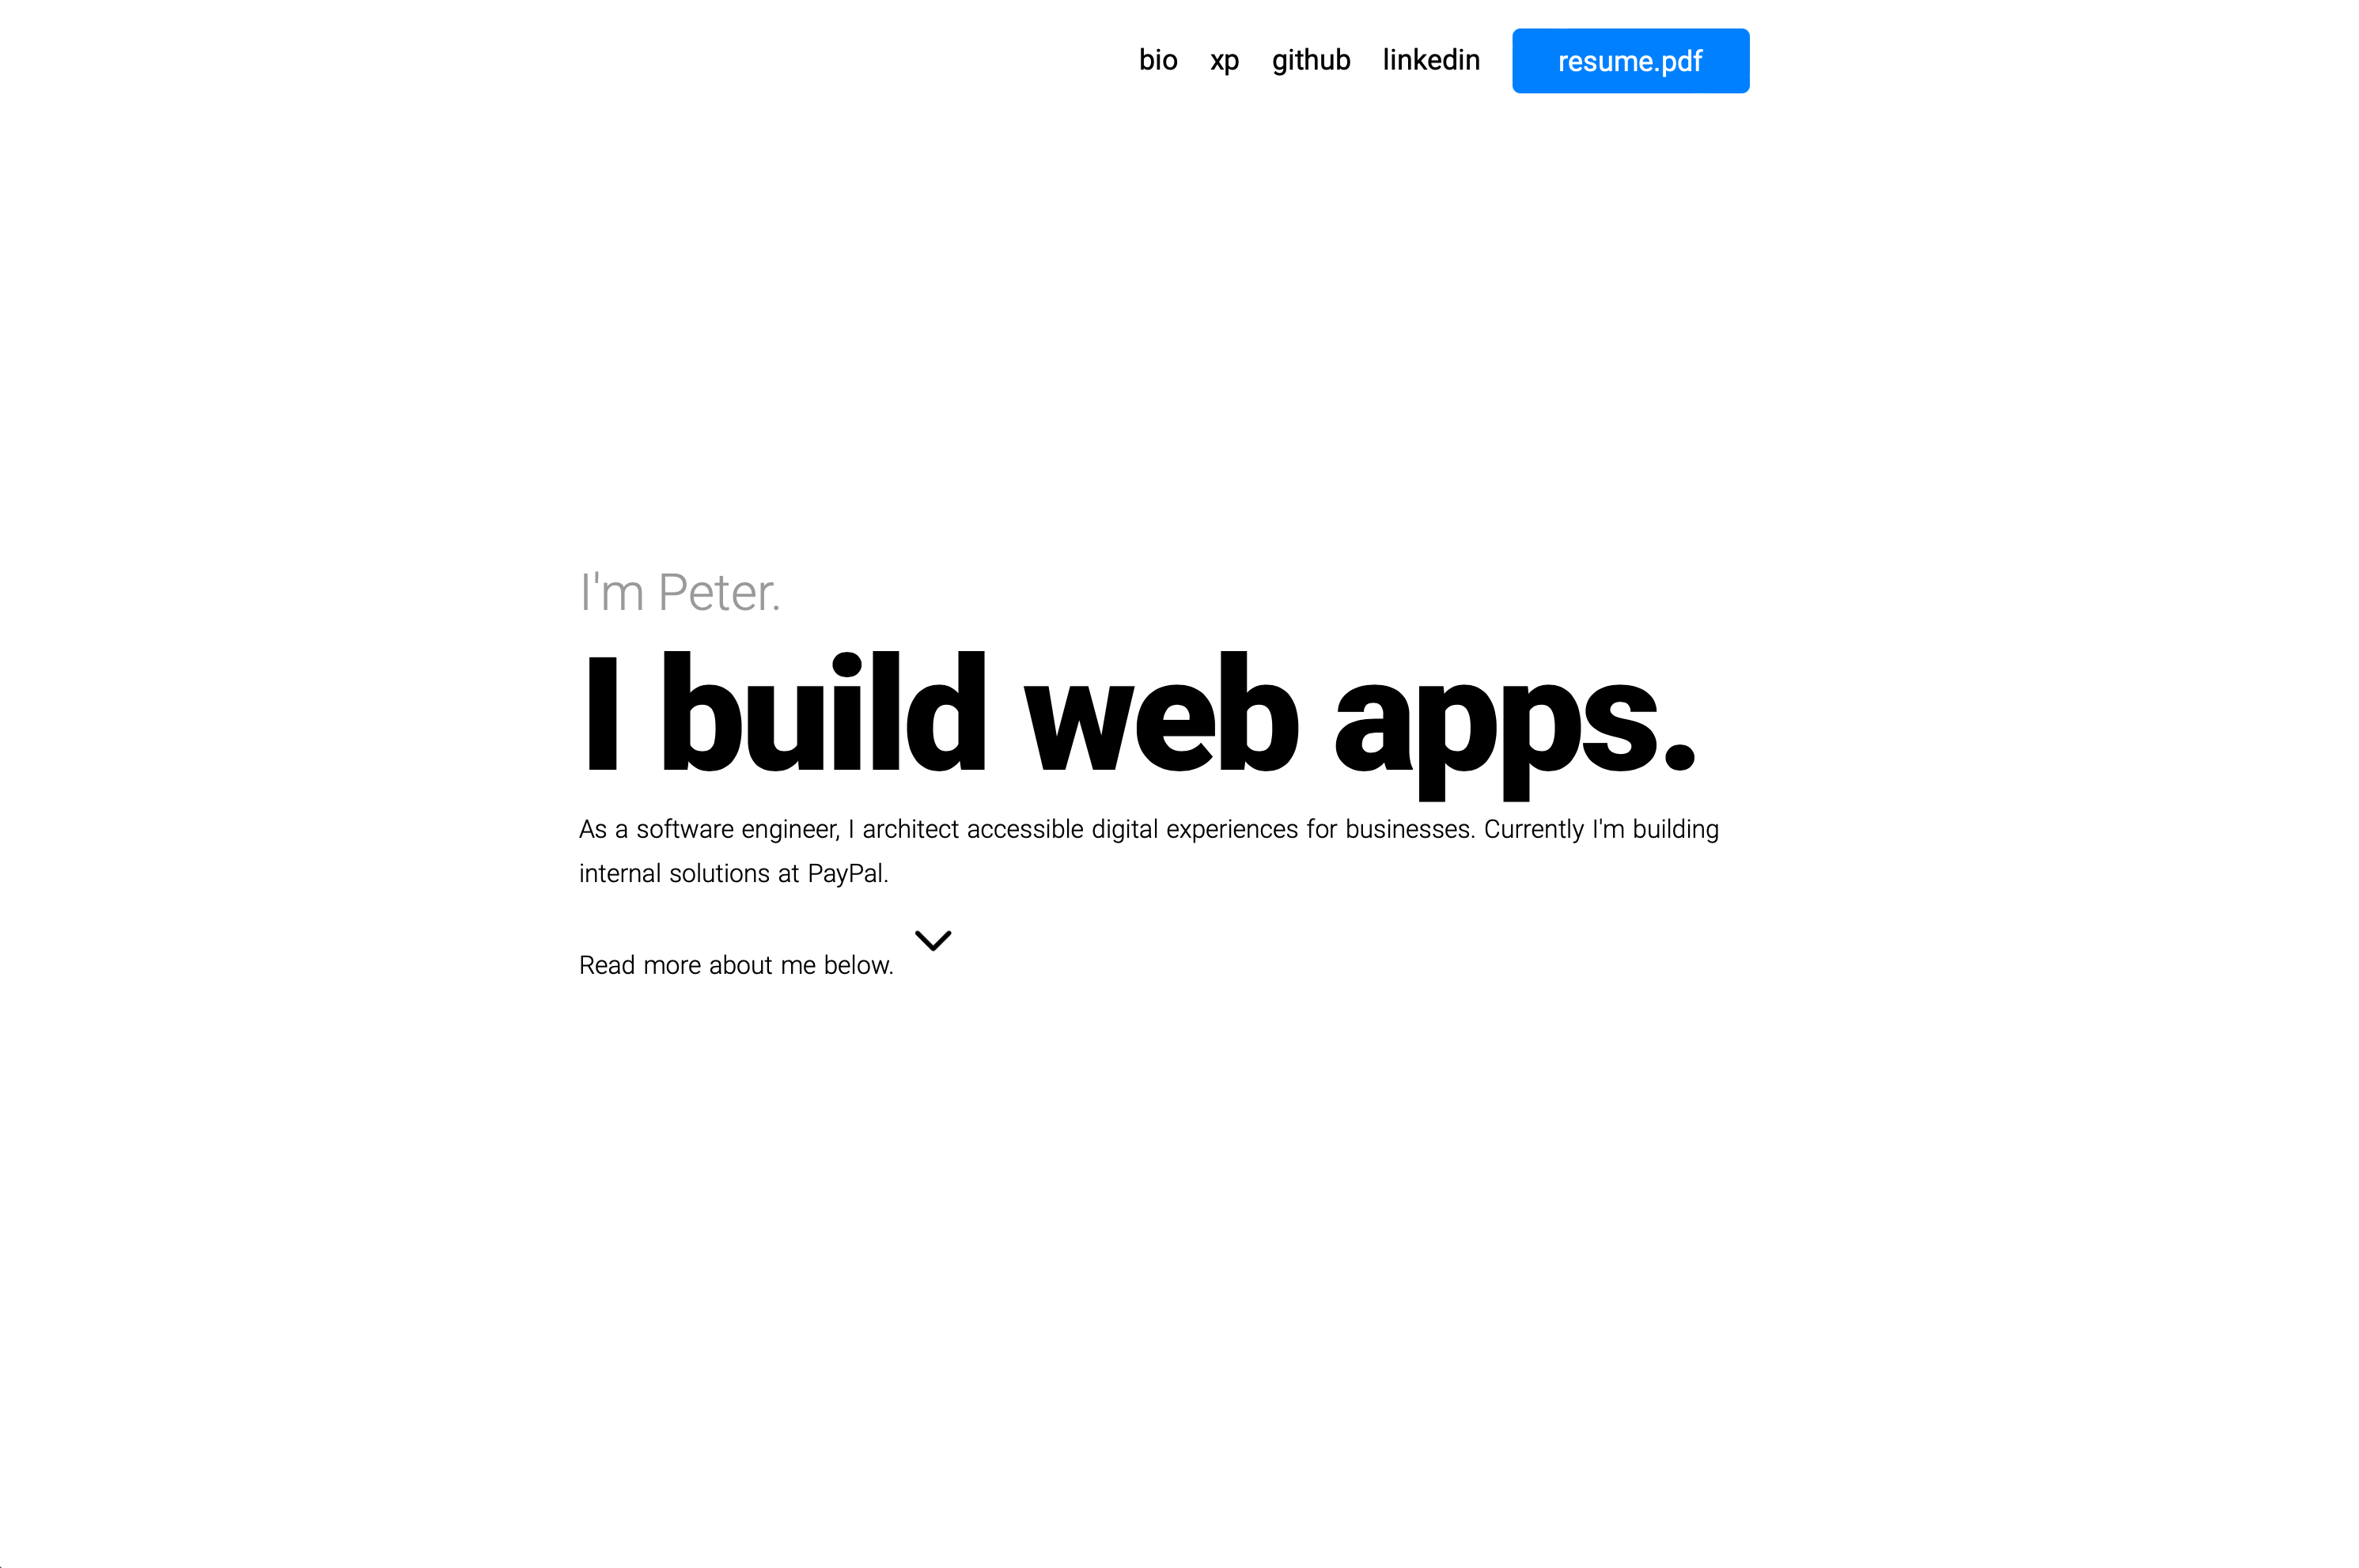 bio xp github linkedin resume.pdf
I'm Peter.
I build web apps.
As a software engineer, I architect accessible digital experiences for businesses. Currently I'm building
internal solutions at PayPal.
Read more about me below.